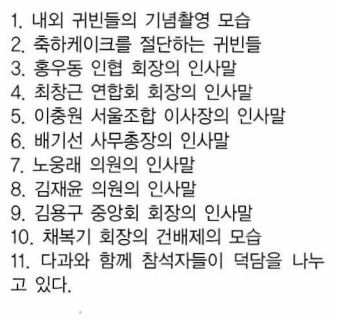 1. 내외 귀빈들의 기념촬영 모습
2. 축하케이크를 절단하는 귀빈들
3. 홍우동 인협 회장의 인사말
4. 최창근 연합회 회장의 인사말
5. 이충원 서울조합 이사장의 인사말
6. 배기선 사무총장의 인사말
7. 노웅래 의원의 인사말
8. 김재윤 의원의 인사말
9. 김용구 중앙회 회장의 인사말
10. 채복기 회장의 건배제의 모습
11. 다과와 함께 참석자들이 덕담을 나누
고 있다.